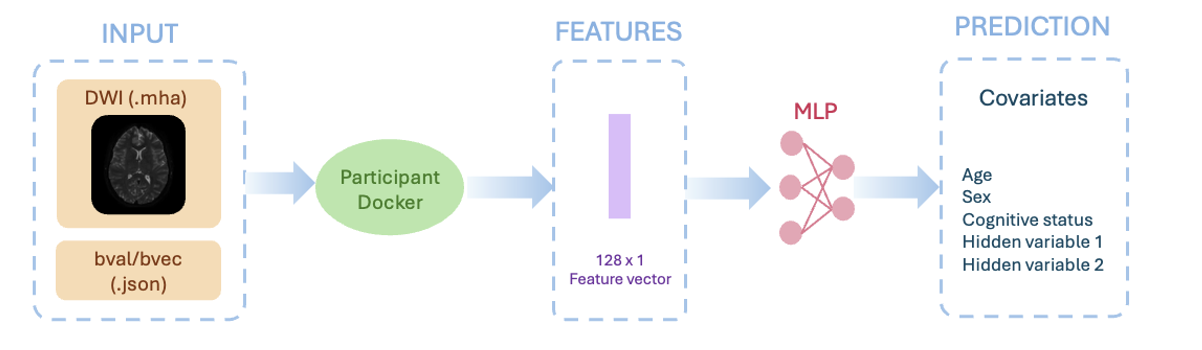 INPUT
DWI (.mha)
bval/bvec
(.json)
Participant
Docker
FEATURES
128 x 1
Feature vector
MLP
PREDICTION
Covariates
Age
Sex
Cognitive status
Hidden variable 1
Hidden variable 2